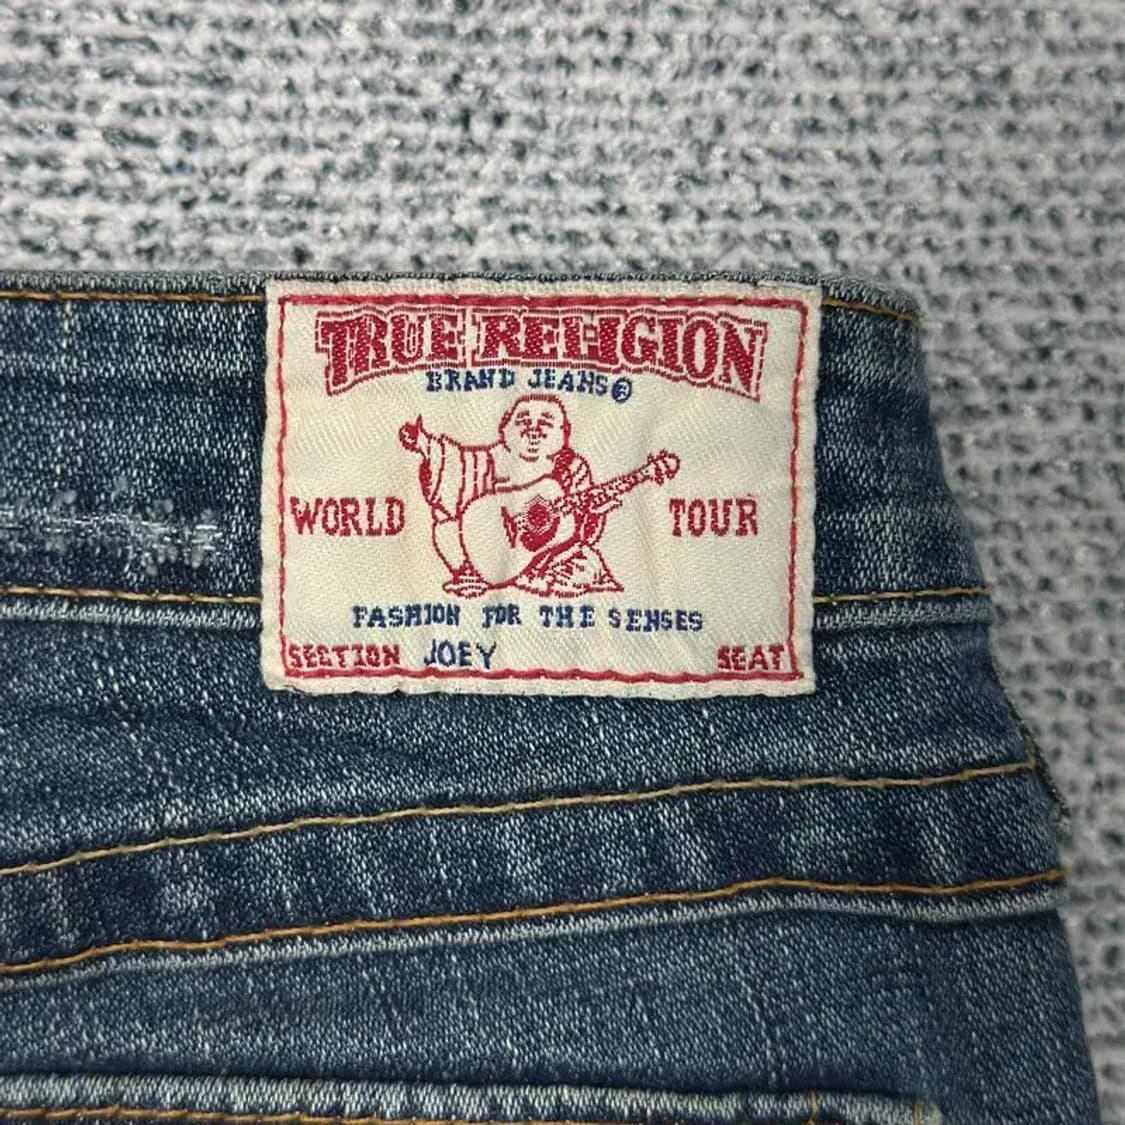 TRUE RELIGION
BRAND JEANS®
WORLD TOUR
FASHION FOR THE SENSES
SECTION JOEY SEAT